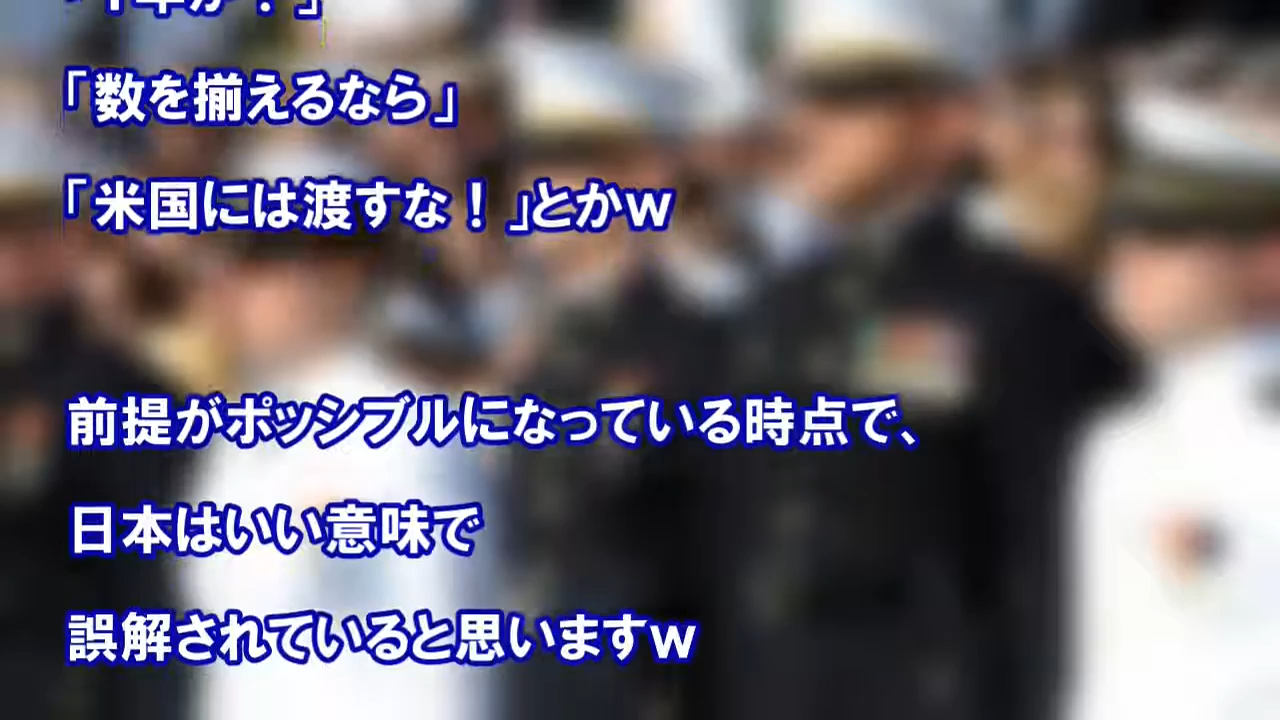 「数を揃えるなら」
「米国には渡すな！」とかw
前提がポッシブルになっている時点で、
日本はいい意味で
誤解されていると思いますw